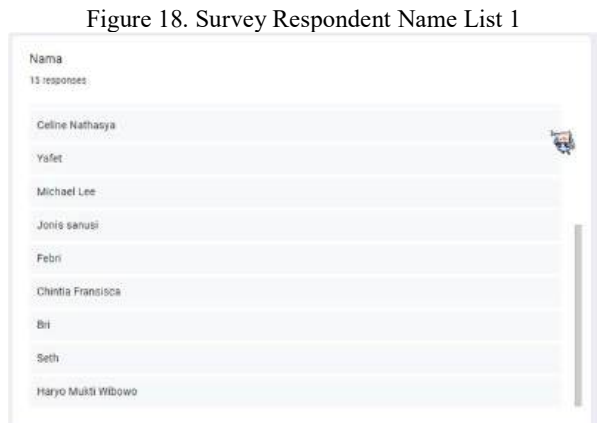 Figure 18. Survey Respondent Name List 1
Nama
15 responses
Celine Nathasya
Yafet
Michael Lee
Jonis sanusi
Febri
Chintia Fransisca
Bri
Seth
Haryo Mukti Wibowo